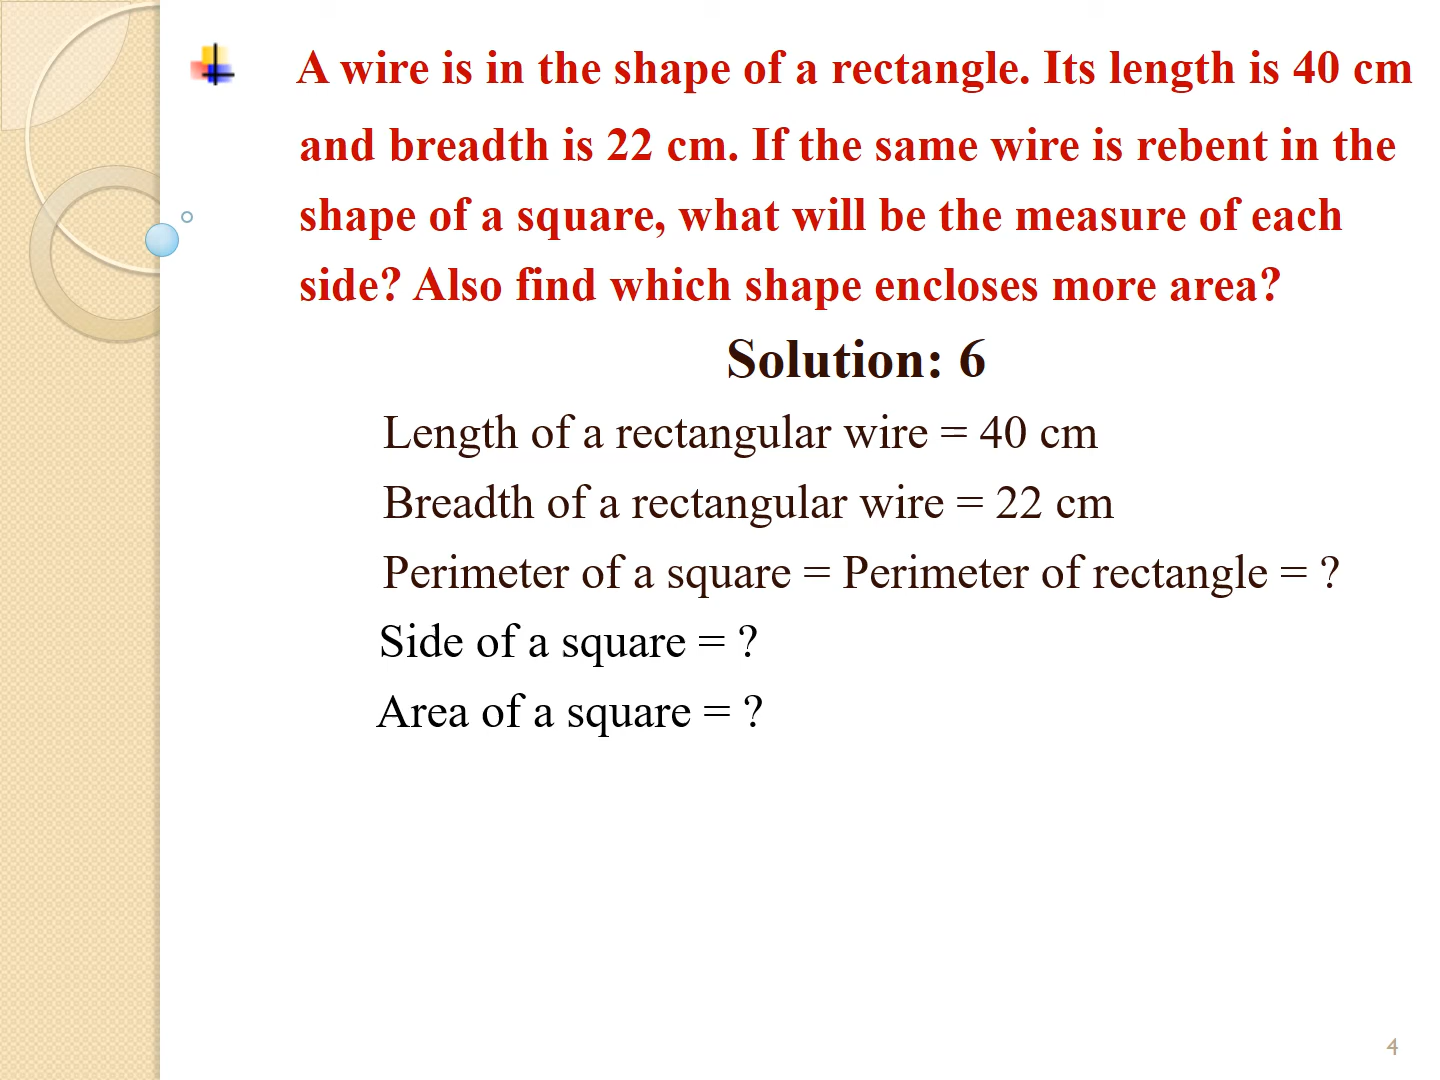 A wire is in the shape of a rectangle. Its length is 40 cm
and breadth is 22 cm. If the same wire is rebent in the
shape of a square, what will be the measure of each
side? Also find which shape encloses more area?
Solution: 6
Length of a rectangular wire = 40 cm
Breadth of a rectangular wire = 22 cm
Perimeter of a square = Perimeter of rectangle = ?
Side of a square = ?
Area of a square = ?
4